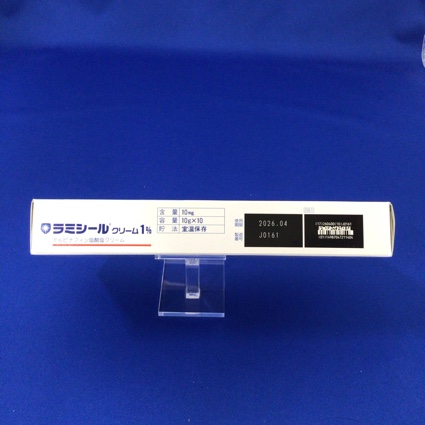 ラミシール®クリーム1%
テルビナフィン塩酸塩クリーム
含 量 10mg
容 量 10g×10
貯 法 室温保存
使用期限 2026.04
製造番号 J0161